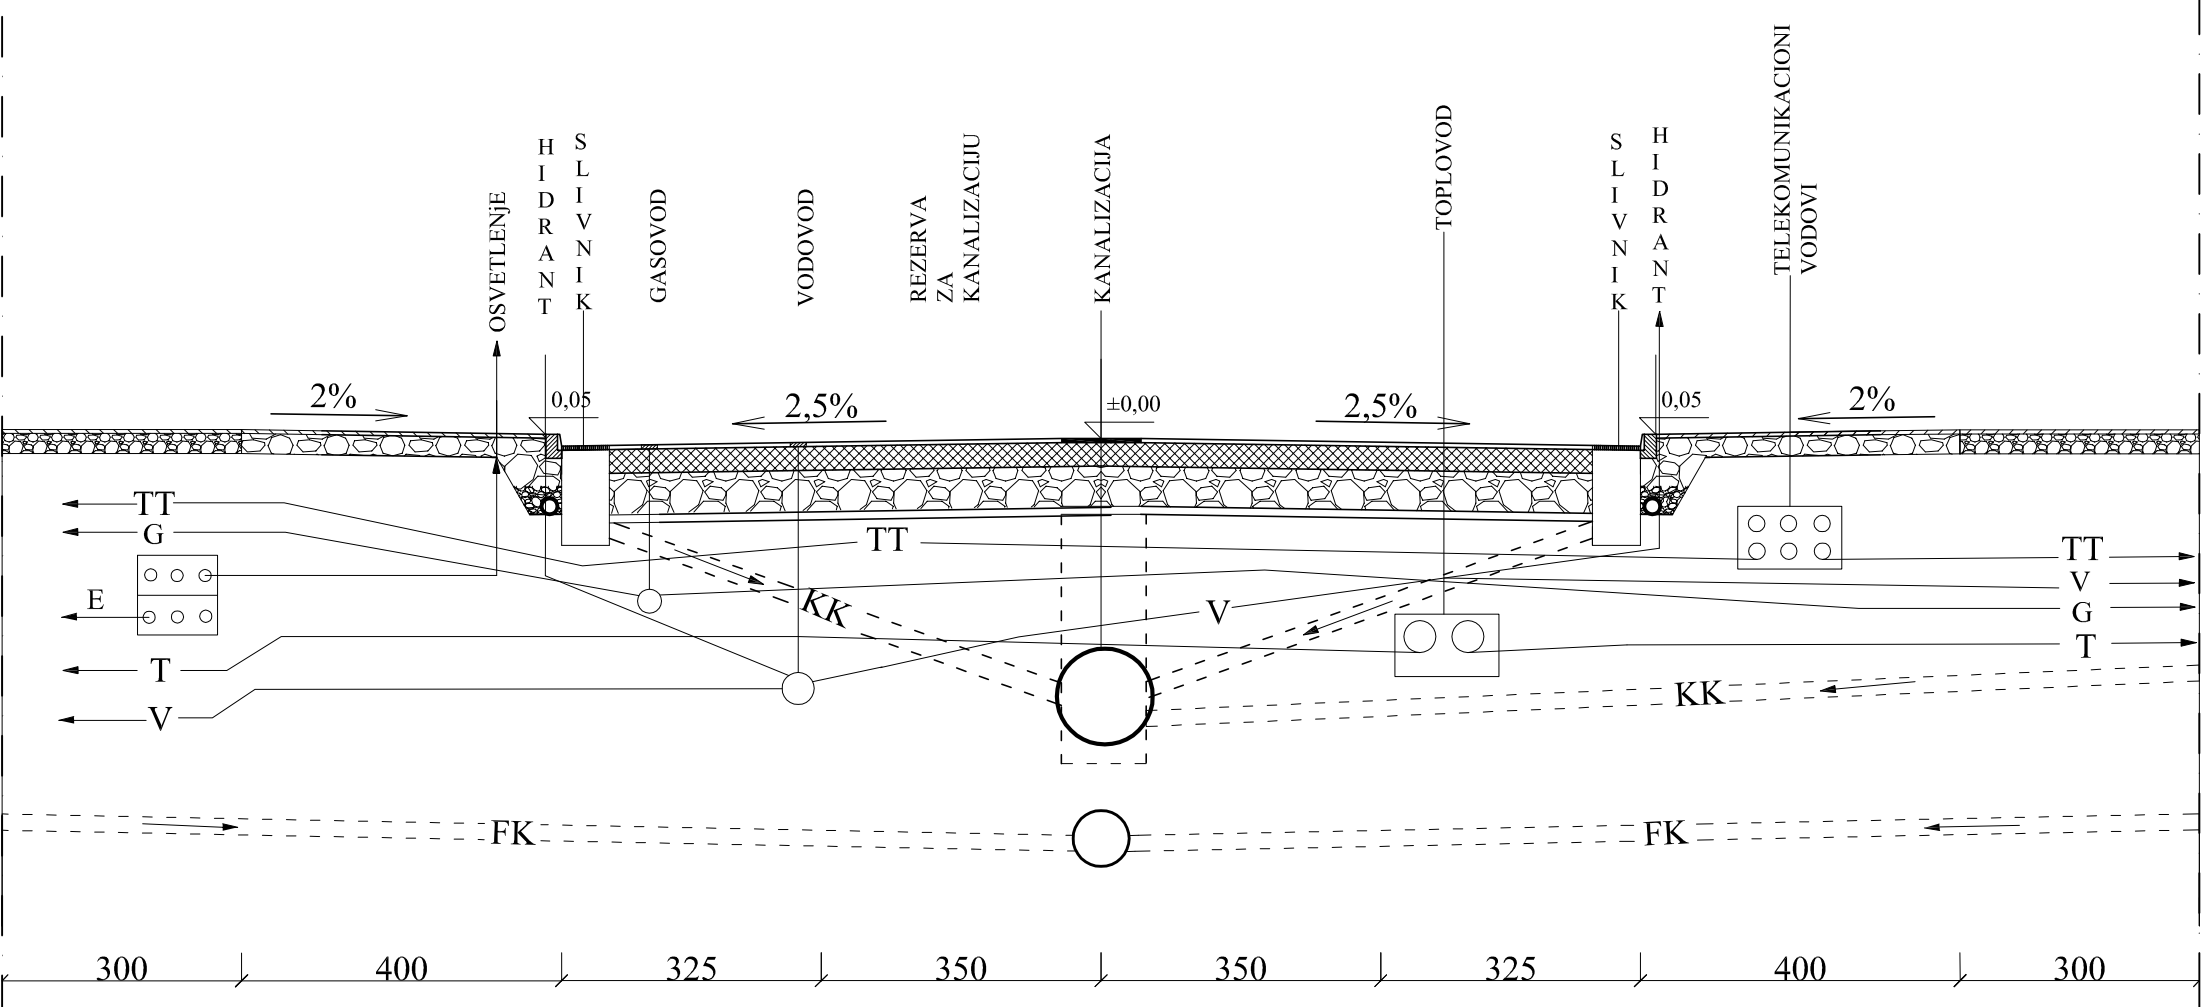 OSVETLENjE
HIDRANT
SLIVNIK
GASOVOD
VODOVOD
REZERVA
ZA
KANALIZACIJU
KANALIZACIJA
TOPLOVOD
SLIVNIK
HIDRANT
TELEKOMUNIKACIONI
VODOVI
2% 0,05 2,5% ±0,00 2,5% 0,05 2%
TT
G
E
T
V
TT
KK
V
TT
V
G
T
KK
FK
FK
300 400 325 350 350 325 400 300